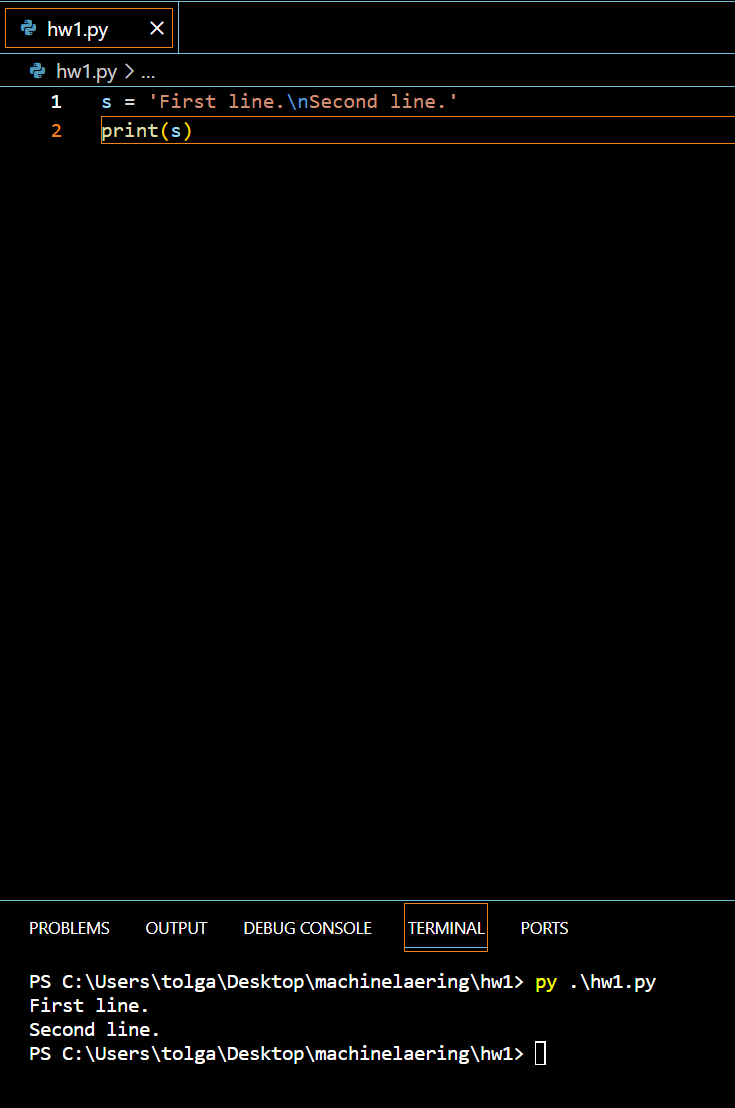 hw1.py
hw1.py > ...
1 s = 'First line.\nSecond line.'
2 print(s)
PROBLEMS OUTPUT DEBUG CONSOLE TERMINAL PORTS
PS C:\Users\tolga\Desktop\machinelaering\hw1> py .\hw1.py
First line.
Second line.
PS C:\Users\tolga\Desktop\machinelaering\hw1>